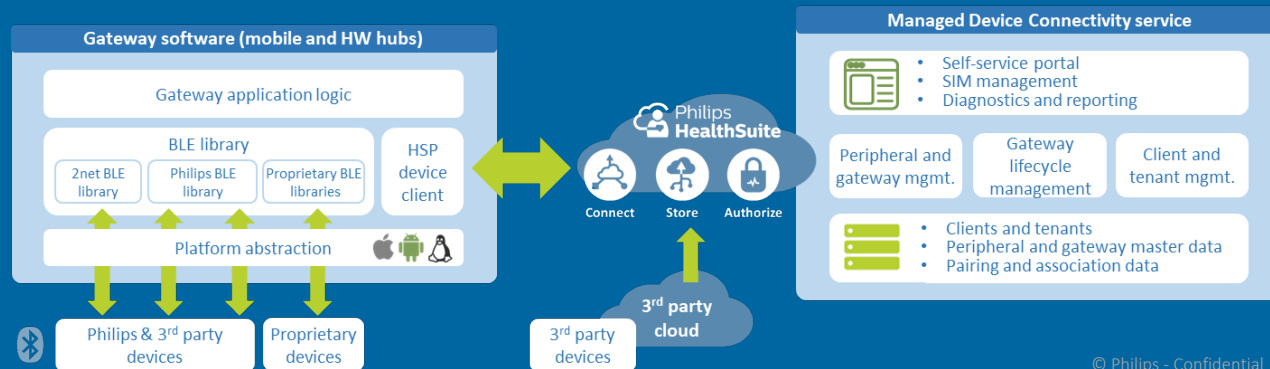 Gateway software (mobile and HW hubs)
Gateway application logic
BLE library
2net BLE
library
Philips BLE
library
Proprietary BLE
libraries
HSP
device
client
Platform abstraction
Philips & 3rd party
devices
Proprietary
devices
Philips
HealthSuite
Connect
Store
Authorize
3rd party
cloud
3rd party
devices
Managed Device Connectivity service
• Self-service portal
• SIM management
• Diagnostics and reporting
Peripheral and
gateway mgmt.
Gateway
lifecycle
management
Client and
tenant mgmt.
• Clients and tenants
• Peripheral and gateway master data
• Pairing and association data
© Philips - Confidential